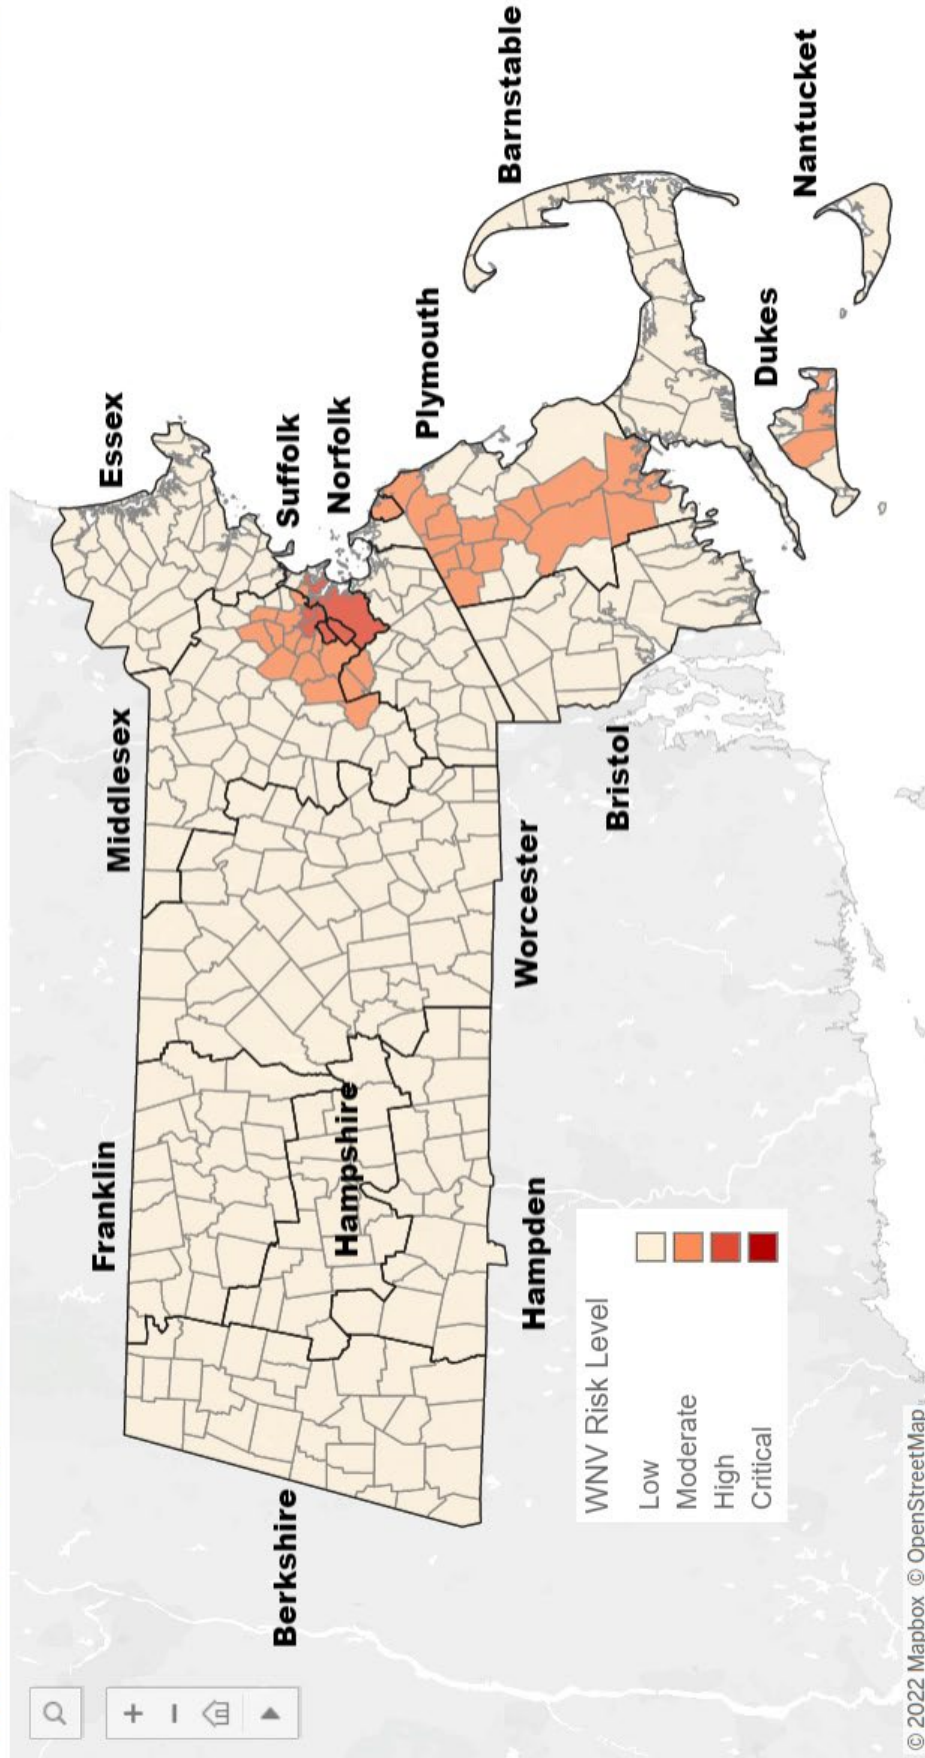 Essex
Middlesex
Franklin
Suffolk
Norfolk
Plymouth
Barnstable
Berkshire
Hampshire
Hampden
Worcester
Bristol
Dukes
Nantucket
WNV Risk Level
Low
Moderate
High
Critical
© 2022 Mapbox © OpenStreetMap